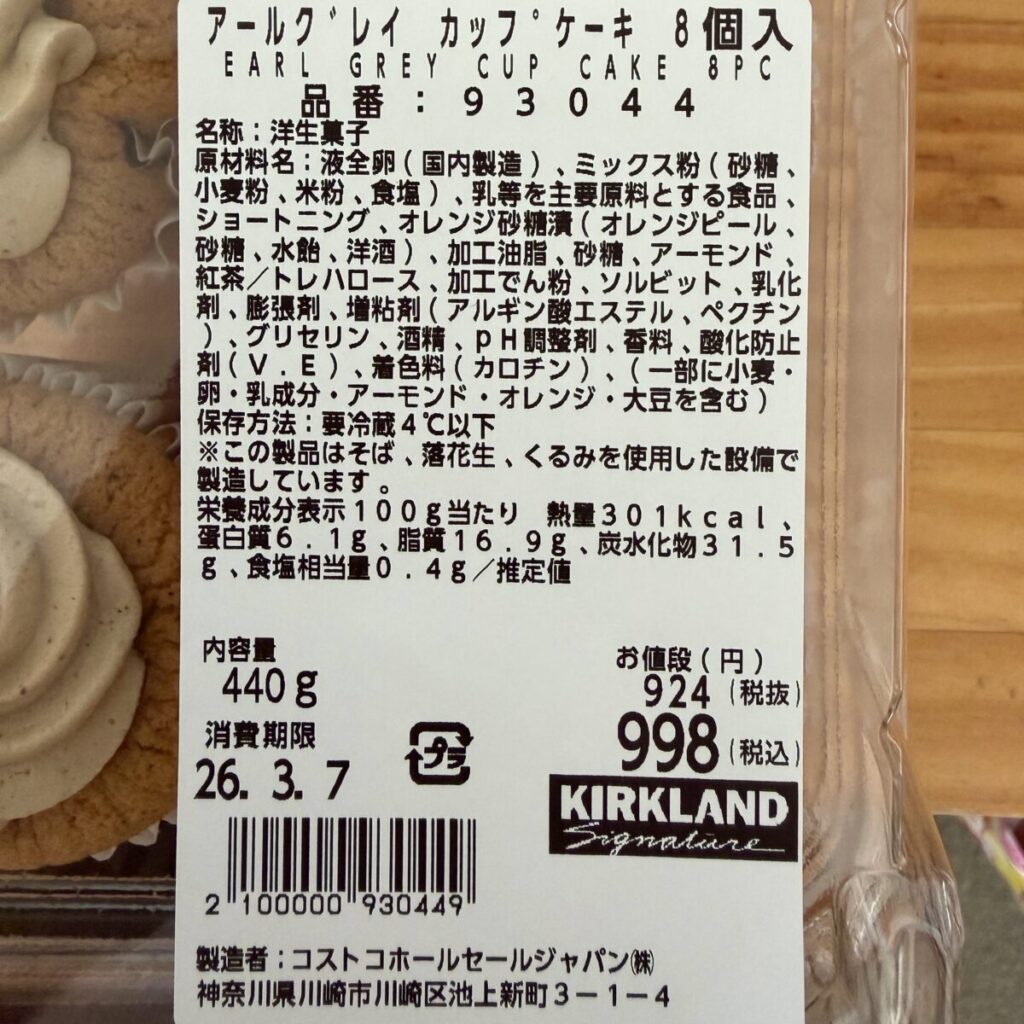 アールグレイ カップケーキ 8個入
EARL GREY CUP CAKE 8PC
品番:93044
名称:洋生菓子
原材料名:液全卵(国内製造)、ミックス粉(砂糖、
小麦粉、米粉、食塩)、乳等を主要原料とする食品、
ショートニング、オレンジ砂糖漬(オレンジピール、
砂糖、水飴、洋酒)、加工油脂、砂糖、アーモンド、
紅茶/トレハロース、加工でん粉、ソルビット、乳化
剤、膨張剤、増粘剤(アルギン酸エステル、ペクチン
)、グリセリン、酒精、pH調整剤、香料、酸化防止
剤(V.E)、着色料(カロチン)、(一部に小麦・
卵・乳成分・アーモンド・オレンジ・大豆を含む)
保存方法:要冷蔵4℃以下
※この製品はそば、落花生、くるみを使用した設備で
製造しています。
栄養成分表示100g当たり 熱量301kcal、
蛋白質6.1g、脂質16.9g、炭水化物31.5
g、食塩相当量0.4g/推定値
内容量
440g
お値段(円)
924(税抜)
998(税込)
消費期限
26.3.7
プラ
KIRKLAND
Signature
2 100000 930449
製造者:コストコホールセールジャパン㈱
神奈川県川崎市川崎区池上新町3-1-4